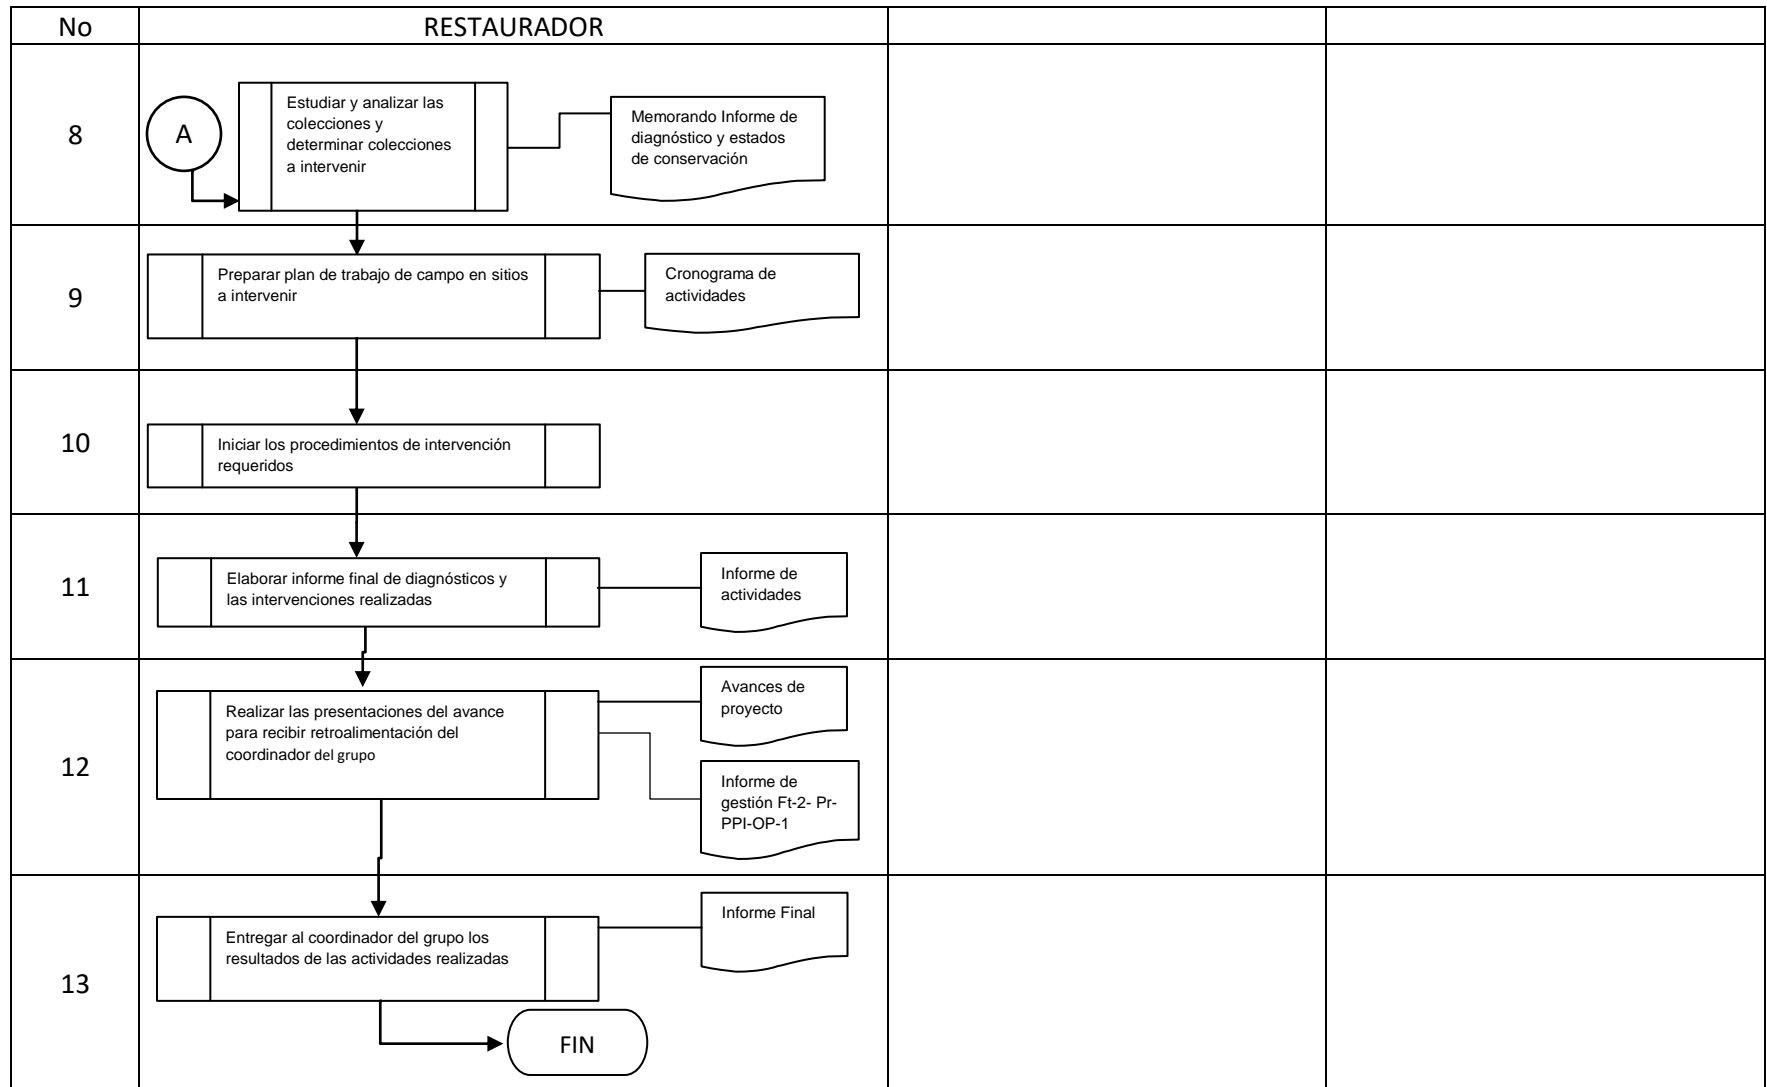 No
RESTAURADOR
8
A
Estudiar y analizar las
colecciones y
determinar colecciones
a intervenir
Memorando Informe de
diagnóstico y estados
de conservación
9
Preparar plan de trabajo de campo en sitios
a intervenir
Cronograma de
actividades
10
Iniciar los procedimientos de intervención
requeridos
11
Elaborar informe final de diagnósticos y
las intervenciones realizadas
Informe de
actividades
12
Realizar las presentaciones del avance
para recibir retroalimentación del
coordinador del grupo
Avances de
proyecto
Informe de
gestión Ft-2- Pr-
PPI-OP-1
13
Entregar al coordinador del grupo los
resultados de las actividades realizadas
Informe Final
FIN